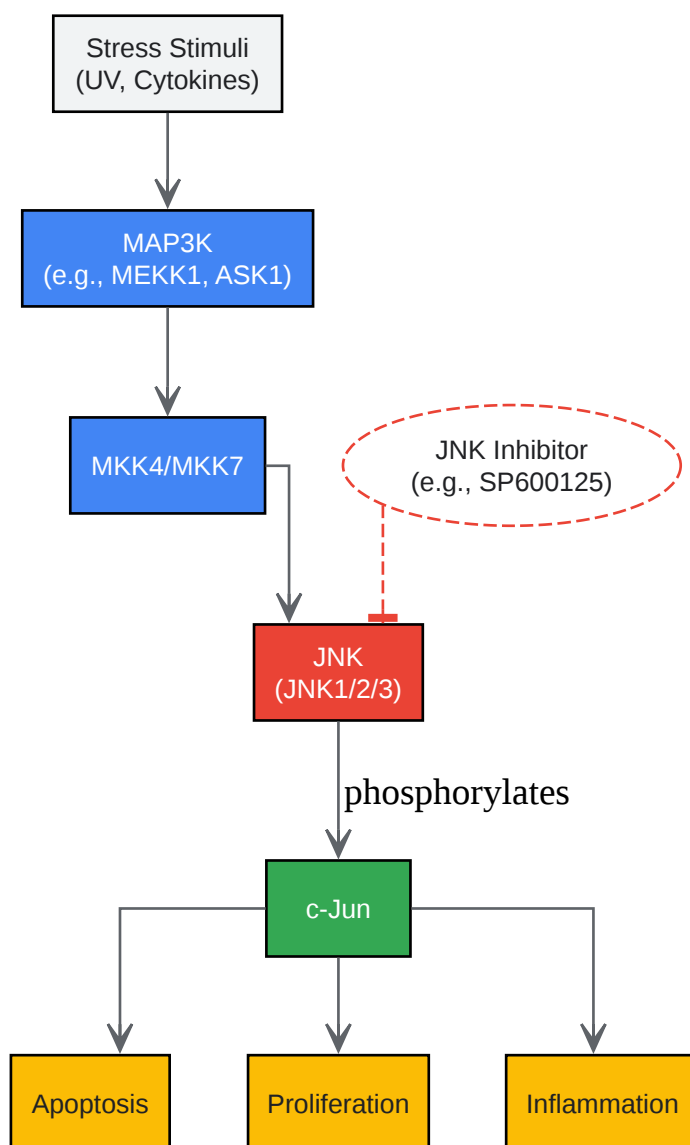 Stress Stimuli
(UV, Cytokines)
MAP3K
(e.g., MEKK1, ASK1)
MKK4/MKK7
JNK Inhibitor
(e.g., SP600125)
JNK
(JNK1/2/3)
phosphorylates
c-Jun
Apoptosis
Proliferation
Inflammation